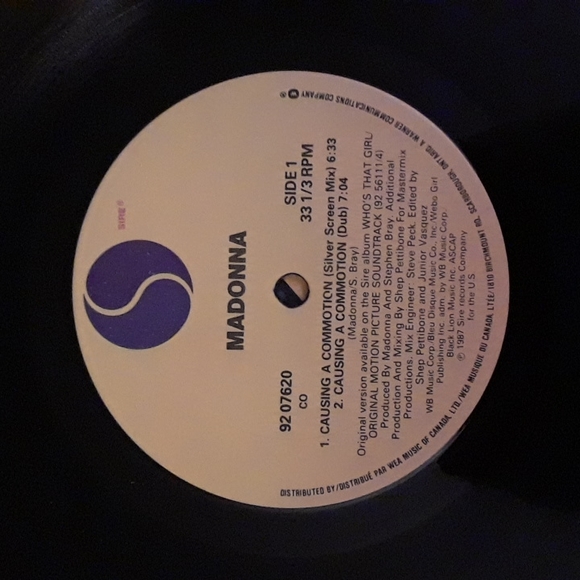 SIRE®
MADONNA
92 07620
CO
SIDE 1
33 1/3 RPM
1. CAUSING A COMMOTION (Silver Screen Mix) 6:33
2. CAUSING A COMMOTION (Dub) 7:04
(Madonna/S. Bray)
Original version available on the Sire album WHO'S THAT GIRL/
ORIGINAL MOTION PICTURE SOUNDTRACK (92 56111/4)
Produced By Madonna And Stephen Bray. Additional
Production And Mixing By Shep Pettibone For Mastermix
Productions. Mix Engineer: Steve Peck. Edited by
Shep Pettibone and Junior Vasquez
WB Music Corp./Bleu Disque Music Co., Inc. Webo Girl
Publishing Inc. adm. by WB Music Corp.
Black Lion Music Inc. ASCAP
℗ 1987 Sire records Company
for the U.S
DISTRIBUTED BY/DISTRIBUÉ PAR WEA MUSIC OF CANADA, LTD./WEA MUSIQUE DU CANADA, LTÉE/1810 BIRCHMOUNT RD., SCARBOROUGH, ONTARIO, A WARNER COMMUNICATIONS COMPANY